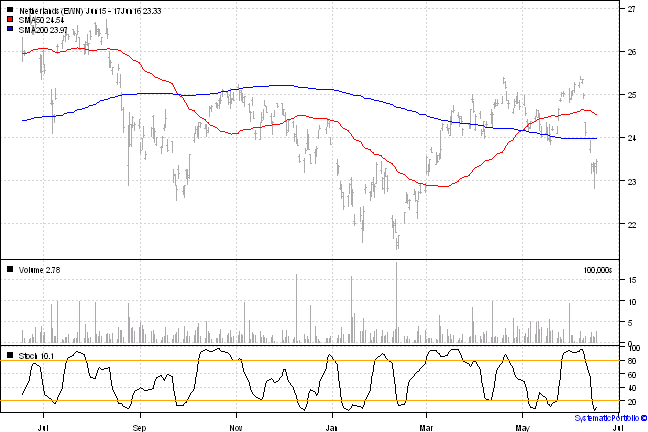 Netherlands (EWN) Jun15 - 17Jun16 23.33
SMA50 24.54
SMA200 23.97
27
26
25
24
23
22
Volume 2.78
100,000s
15
10
5
0
Stoch 10.1
100
80
60
40
20
Jul
Sep
Nov
Jan
Mar
May
Jul
SystematicPortfolio ©